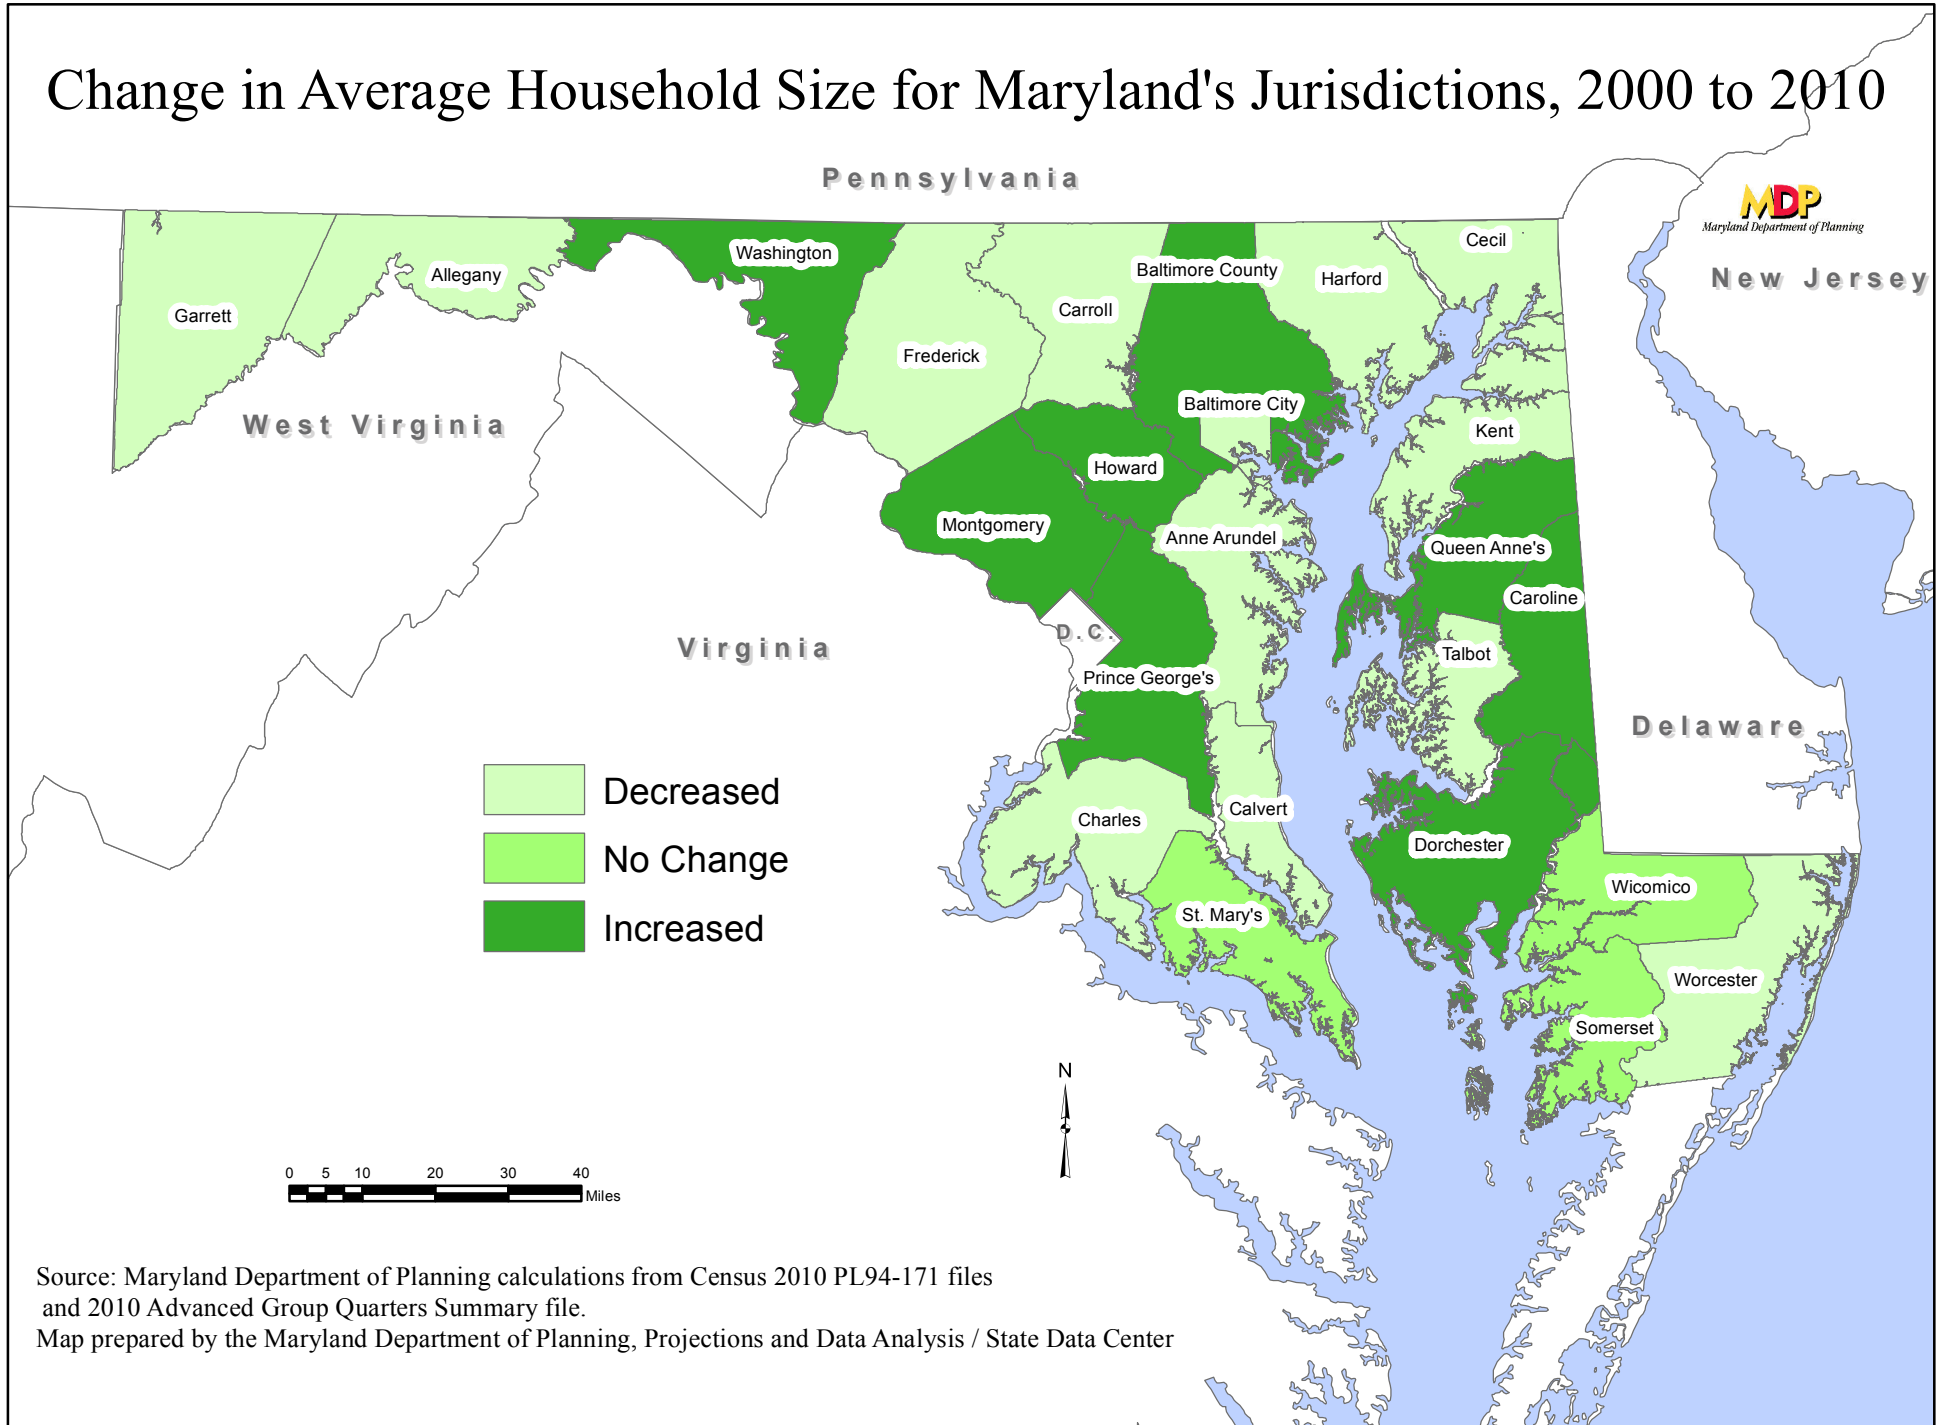 Change in Average Household Size for Maryland's Jurisdictions, 2000 to 2010
Pennsylvania
MDP
Maryland Department of Planning
New Jersey
Washington
Cecil
Baltimore County
Harford
Allegany
Garrett
Carroll
Frederick
West Virginia
Baltimore City
Kent
Howard
Montgomery
Anne Arundel
Queen Anne's
Caroline
D.C.
Virginia
Talbot
Prince George's
Delaware
Decreased
No Change
Increased
Charles
Calvert
Dorchester
Wicomico
St. Mary's
Worcester
Somerset
N
0 5 10 20 30 40
Miles
Source: Maryland Department of Planning calculations from Census 2010 PL94-171 files
and 2010 Advanced Group Quarters Summary file.
Map prepared by the Maryland Department of Planning, Projections and Data Analysis / State Data Center